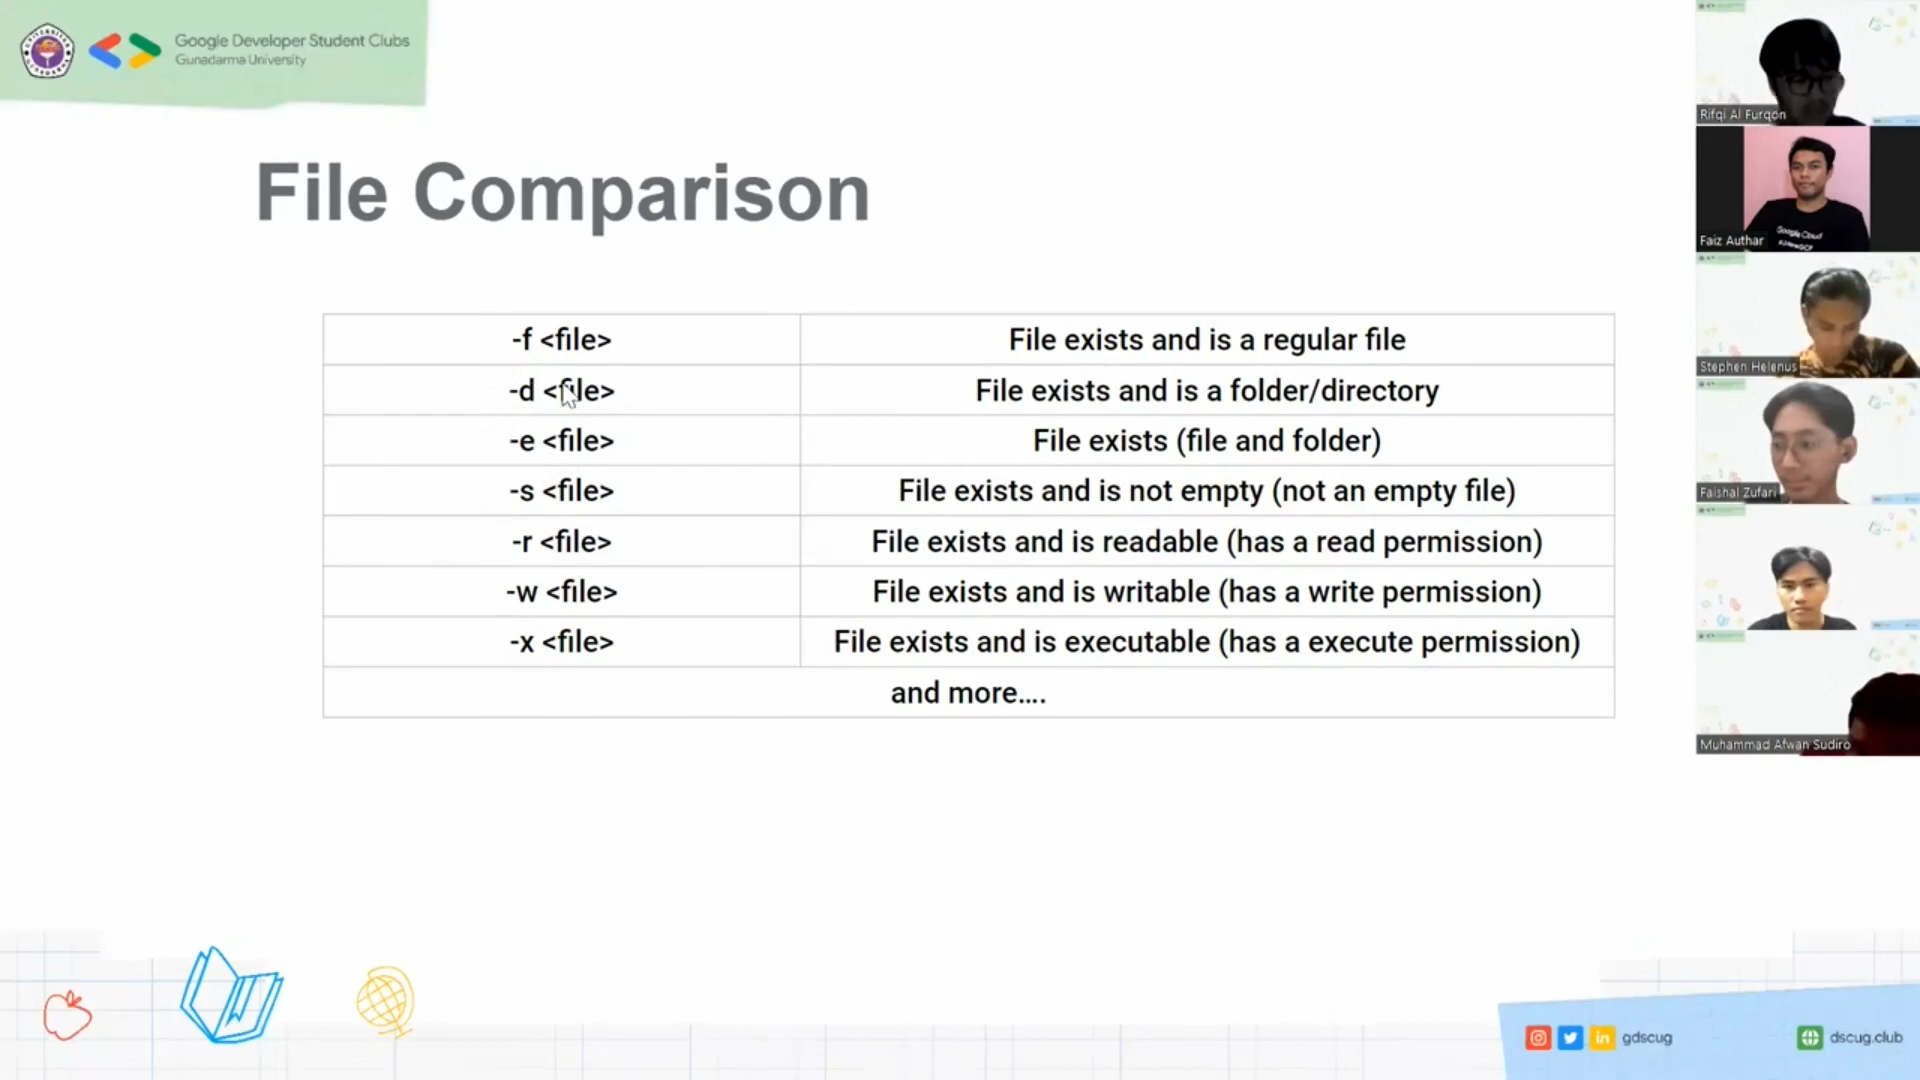 Google Developer Student Clubs
Gunadarma University
File Comparison
-f <file> File exists and is a regular file
-d <file> File exists and is a folder/directory
-e <file> File exists (file and folder)
-s <file> File exists and is not empty (not an empty file)
-r <file> File exists and is readable (has a read permission)
-w <file> File exists and is writable (has a write permission)
-x <file> File exists and is executable (has a execute permission)
and more....
gdscug
dscug.club
Rifqi Al Furqon
Faiz Authar
Google Cloud
Stephen Helenus
Faishal Zufari
Muhammad Afwan Sudiro